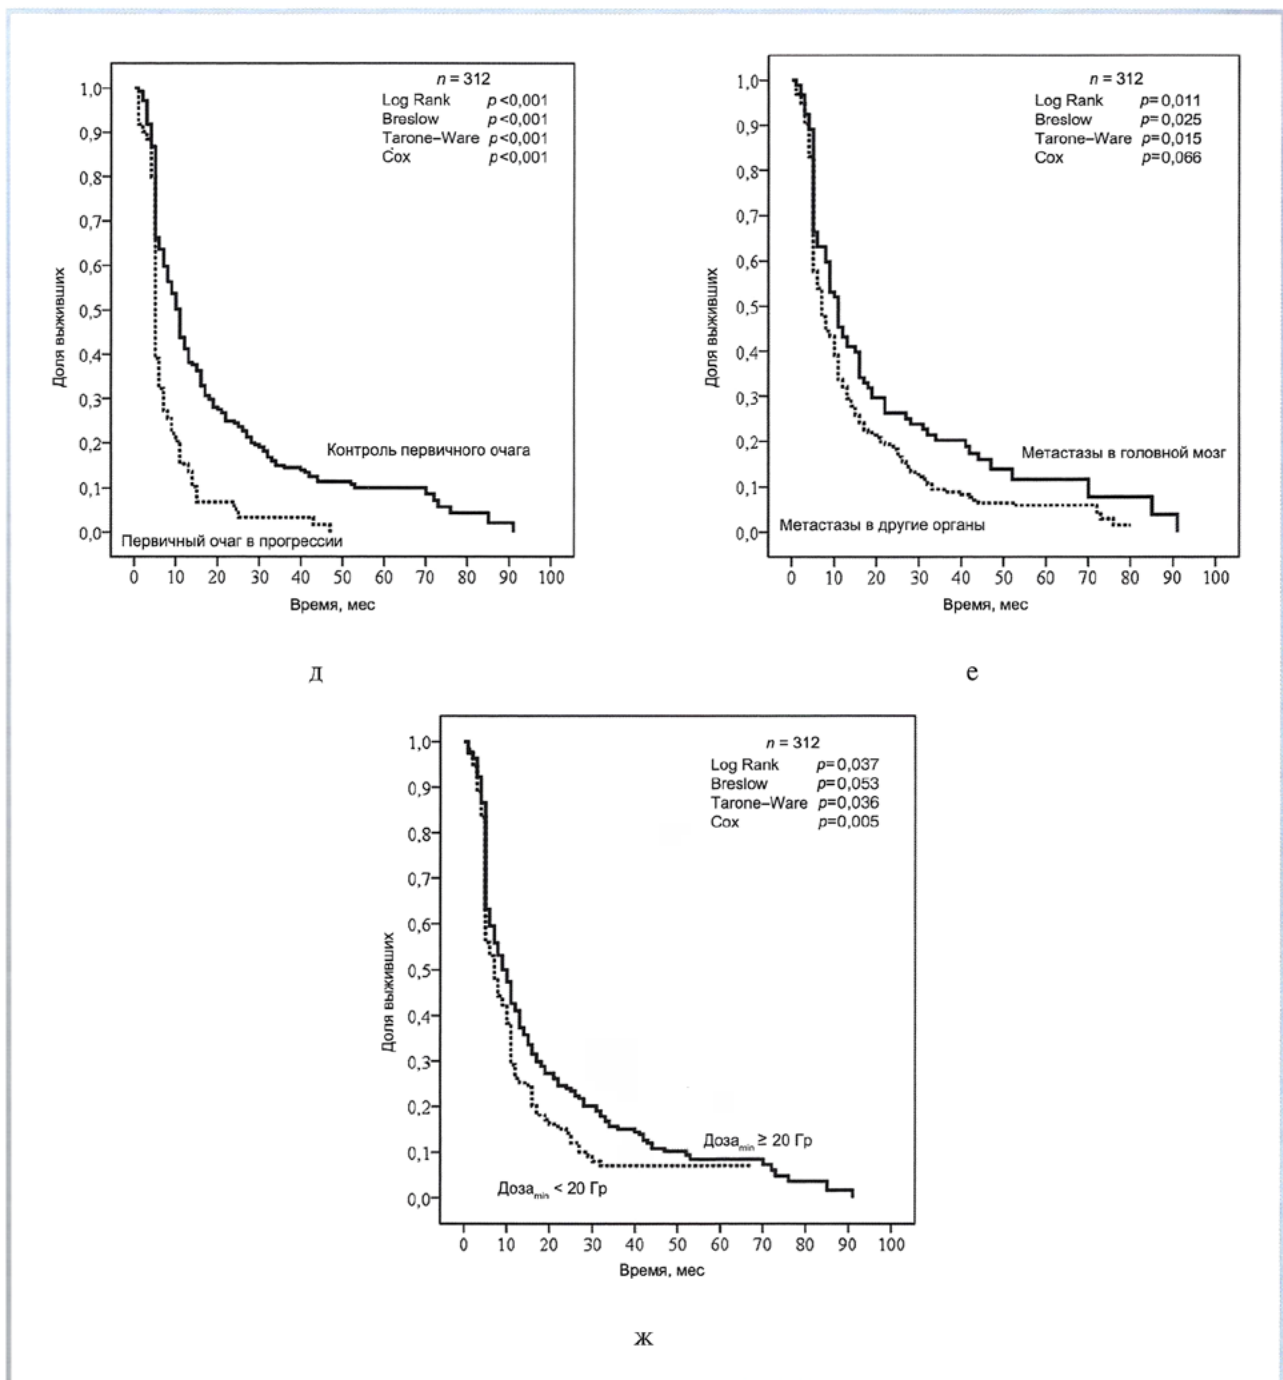 n = 312
Log Rank p<0,001
Breslow p<0,001
Tarone–Ware p<0,001
Cox p<0,001
1,0
0,9
0,8
0,7
0,6
0,5
0,4
0,3
0,2
0,1
0,0
Доля выживших
Контроль первичного очага
Первичный очаг в прогрессии
0 10 20 30 40 50 60 70 80 90 100
Время, мес
д
n = 312
Log Rank p=0,011
Breslow p=0,025
Tarone–Ware p=0,015
Cox p=0,066
1,0
0,9
0,8
0,7
0,6
0,5
0,4
0,3
0,2
0,1
0,0
Доля выживших
Метастазы в головной мозг
Метастазы в другие органы
0 10 20 30 40 50 60 70 80 90 100
Время, мес
е
n = 312
Log Rank p=0,037
Breslow p=0,053
Tarone–Ware p=0,036
Cox p=0,005
1,0
0,9
0,8
0,7
0,6
0,5
0,4
0,3
0,2
0,1
0,0
Доля выживших
Доза min ≥ 20 Гр
Доза min < 20 Гр
0 10 20 30 40 50 60 70 80 90 100
Время, мес
ж